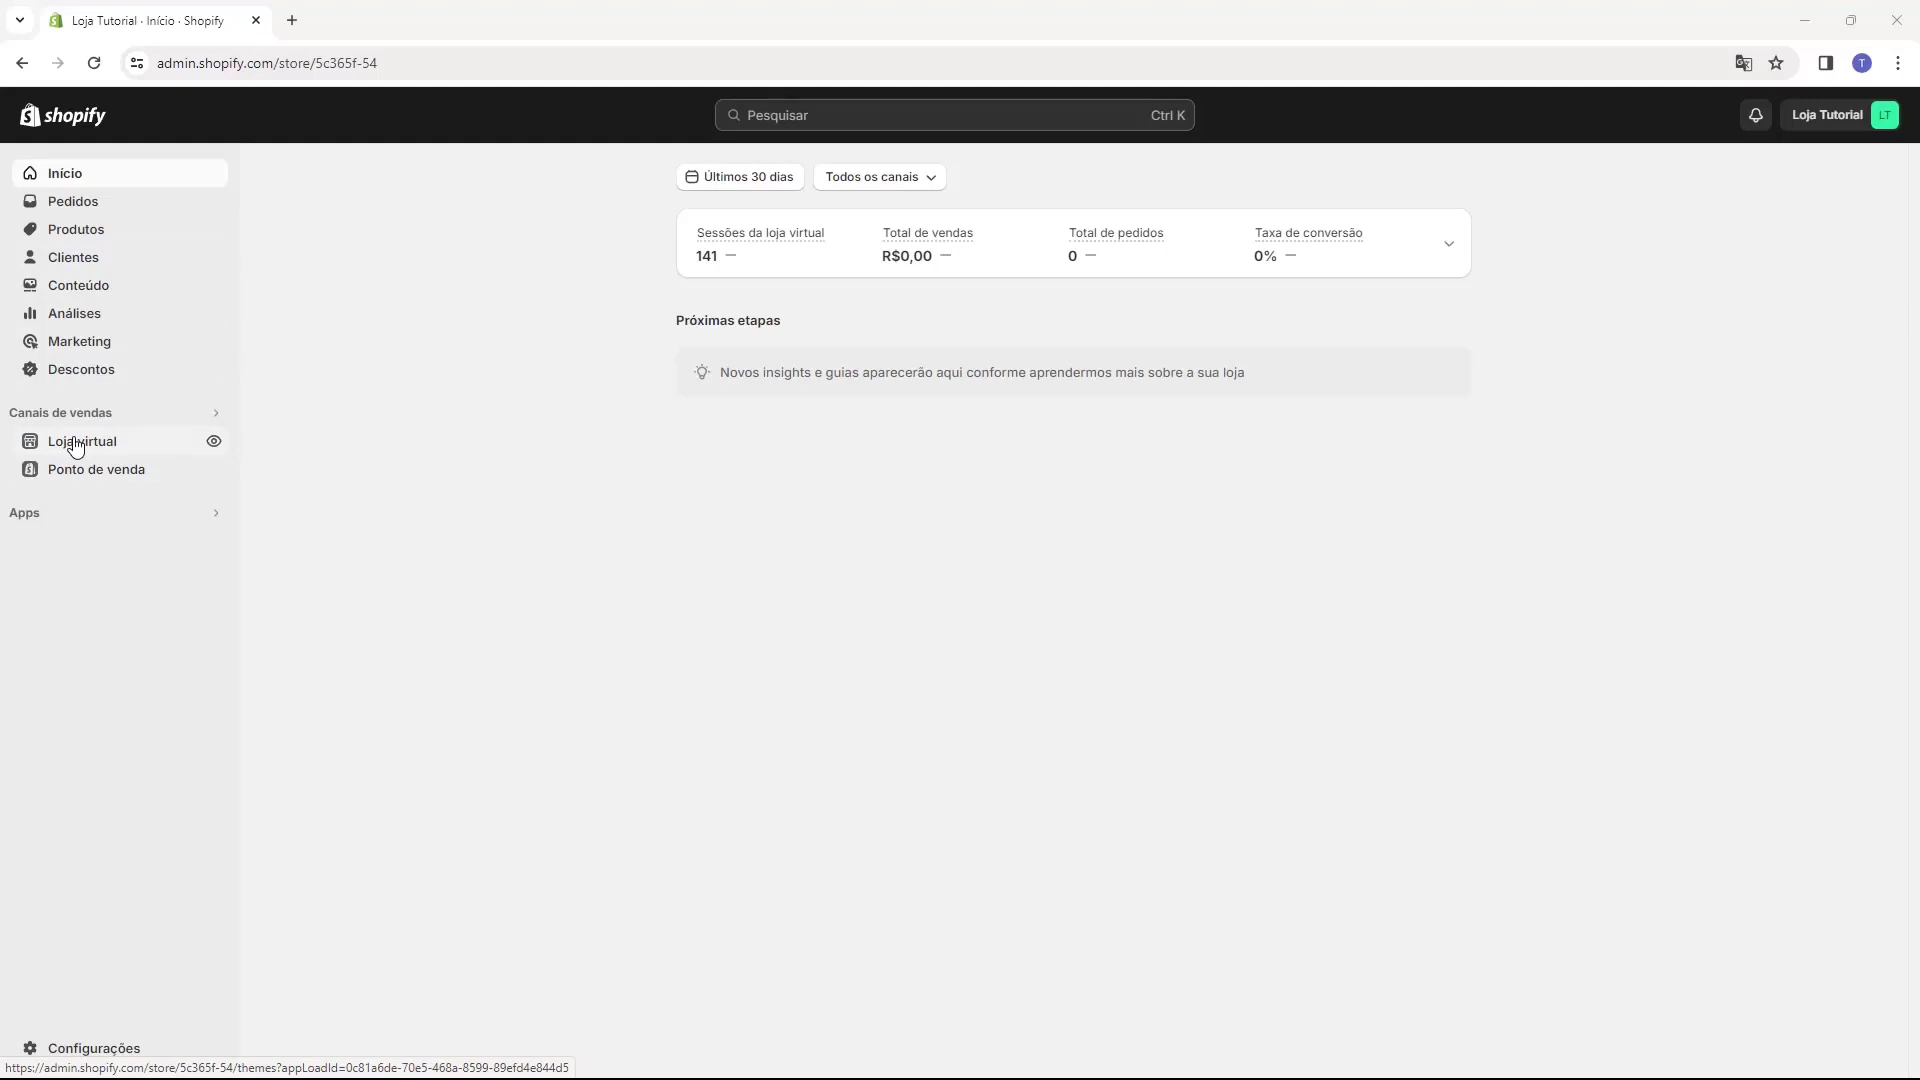 Loja Tutorial · Início · Shopify
admin.shopify.com/store/5c365f-54
T
shopify
Pesquisar
Ctrl K
Loja Tutorial
LT
Início
Pedidos
Produtos
Clientes
Conteúdo
Análises
Marketing
Descontos
Canais de vendas
Loja virtual
Ponto de venda
Apps
Configurações
Últimos 30 dias
Todos os canais
Sessões da loja virtual
141 —
Total de vendas
R$0,00 —
Total de pedidos
0 —
Taxa de conversão
0% —
Próximas etapas
Novos insights e guias aparecerão aqui conforme aprendermos mais sobre a sua loja
https://admin.shopify.com/store/5c365f-54/themes?appLoadId=0c81a6de-70e5-468a-8599-89efd4e844d5